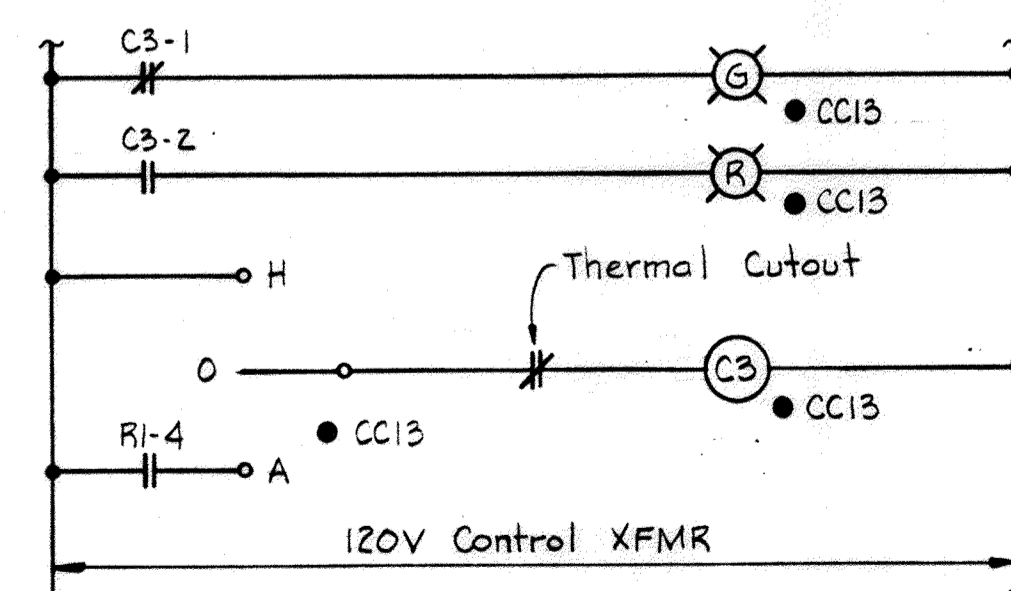 C3-1
G
CC13
C3-2
R
CC13
H
Thermal Cutout
O
C3
CC13
CC13
R1-4
A
120V Control XFMR